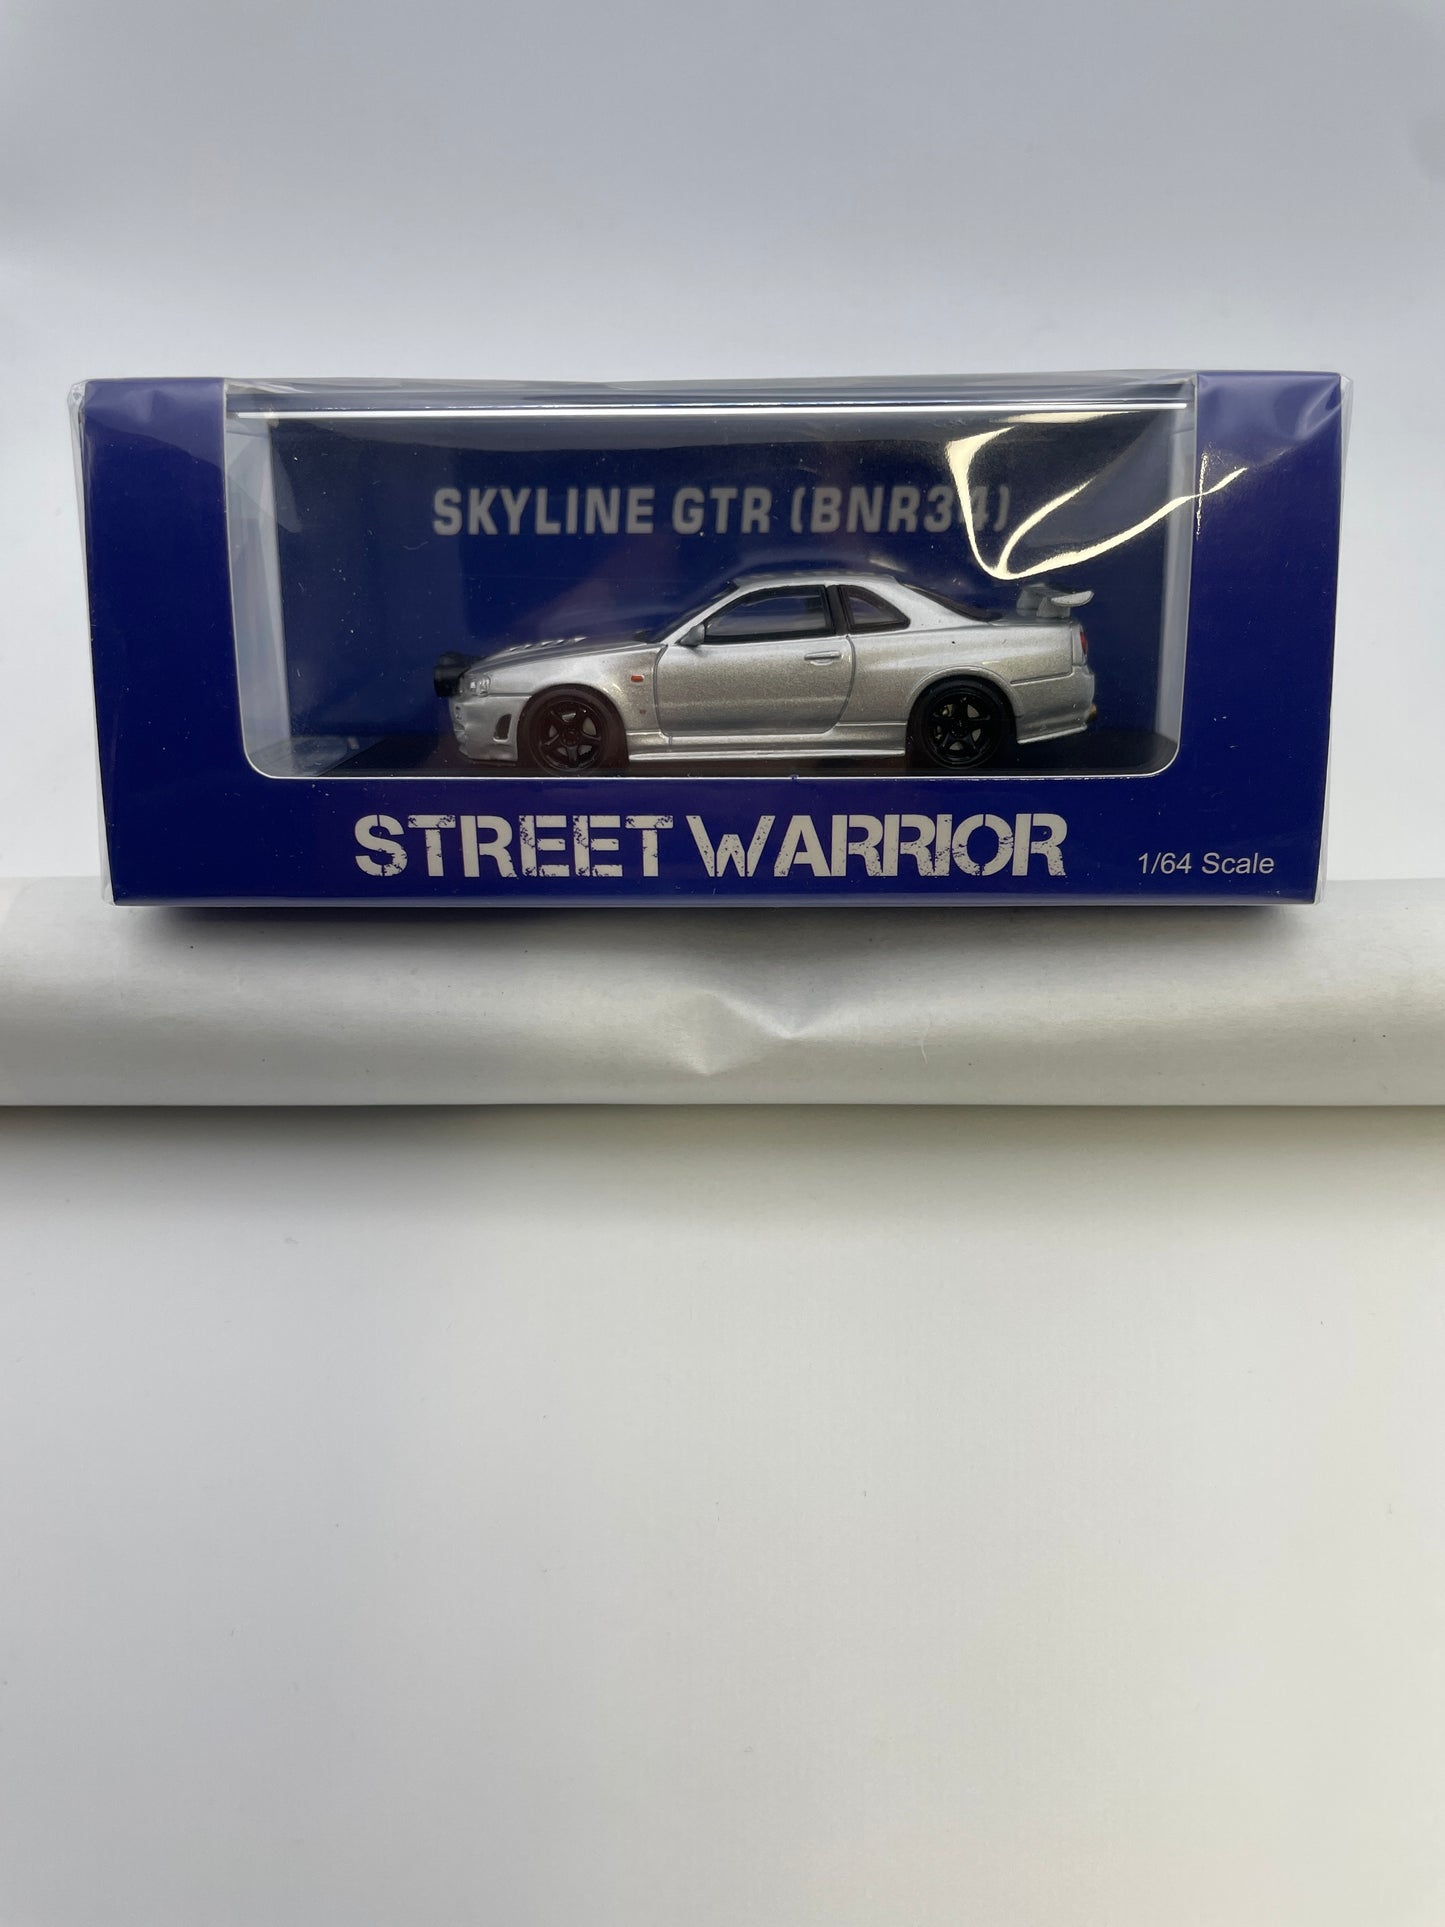 SKYLINE GTR (BNR34)
STREET WARRIOR
1/64 Scale